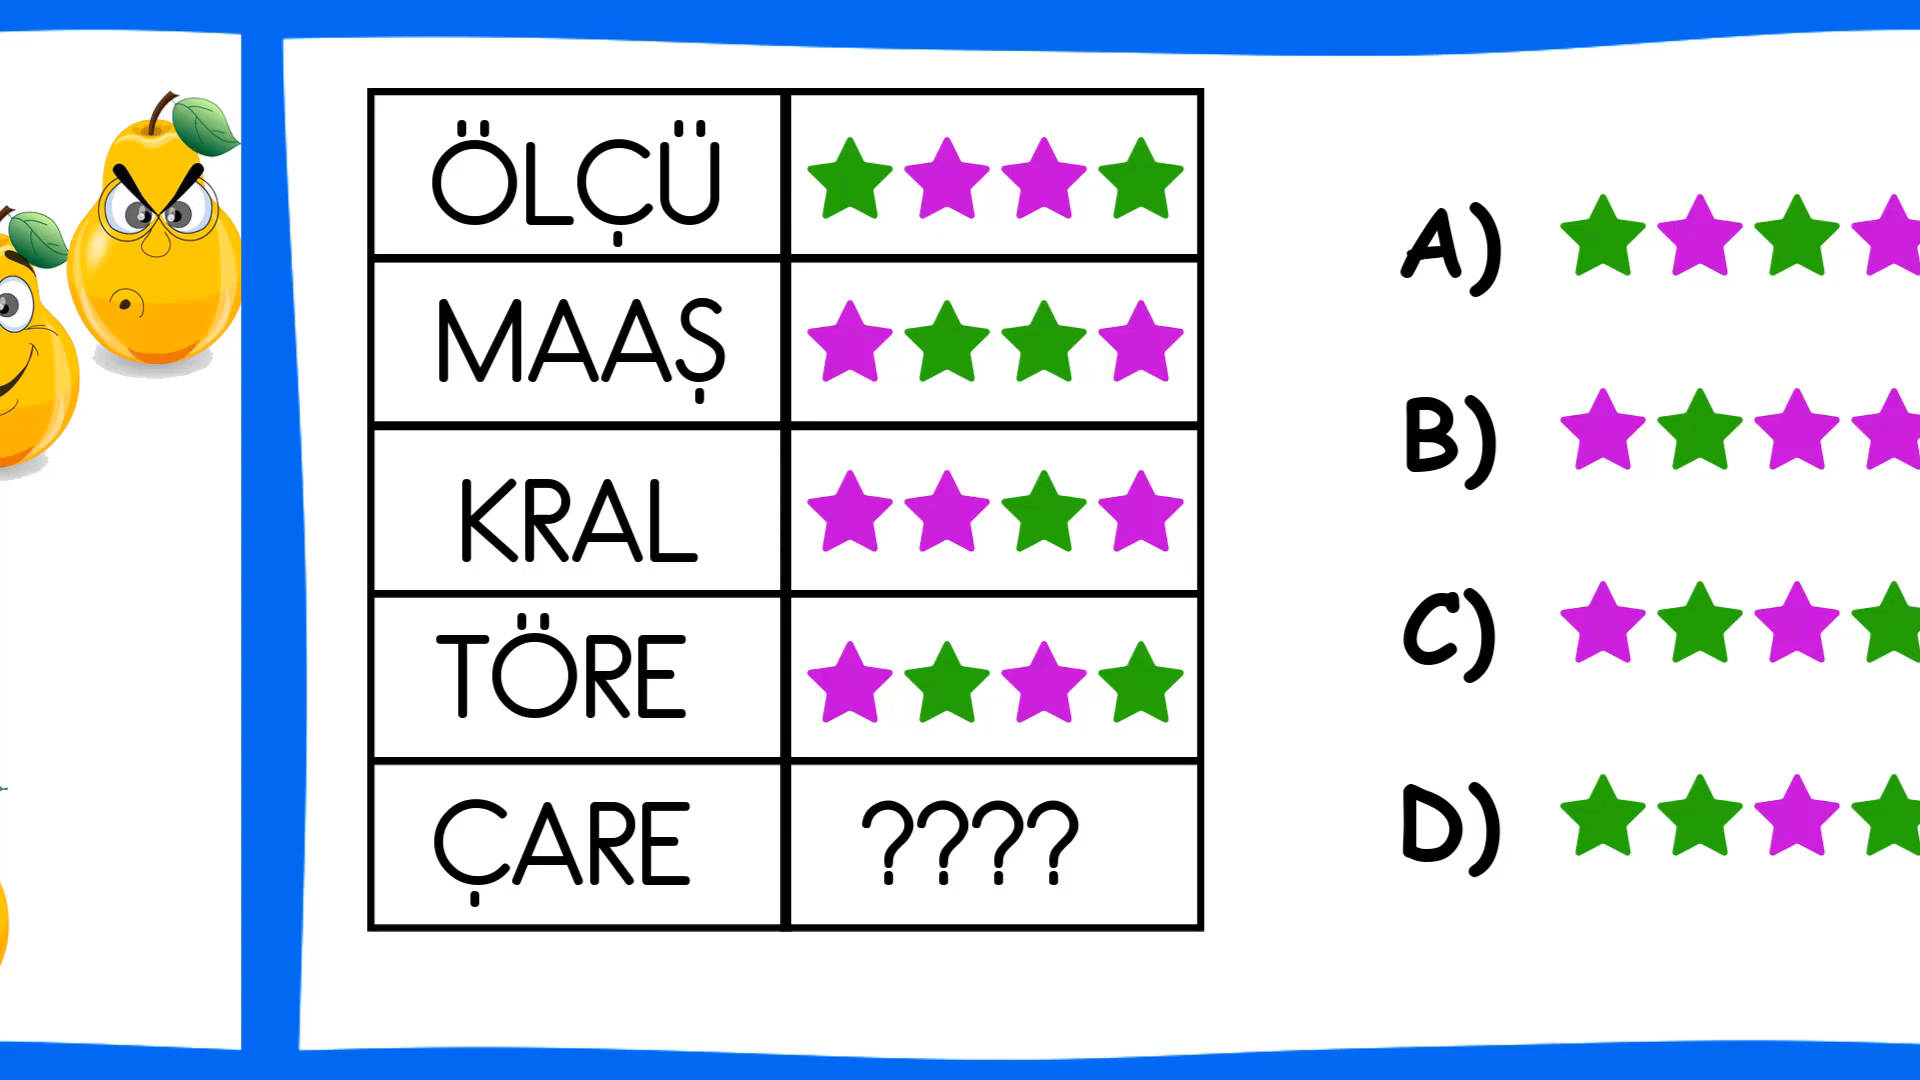 ÖLÇÜ
MAAŞ
KRAL
TÖRE
ÇARE ????
A)
B)
C)
D)